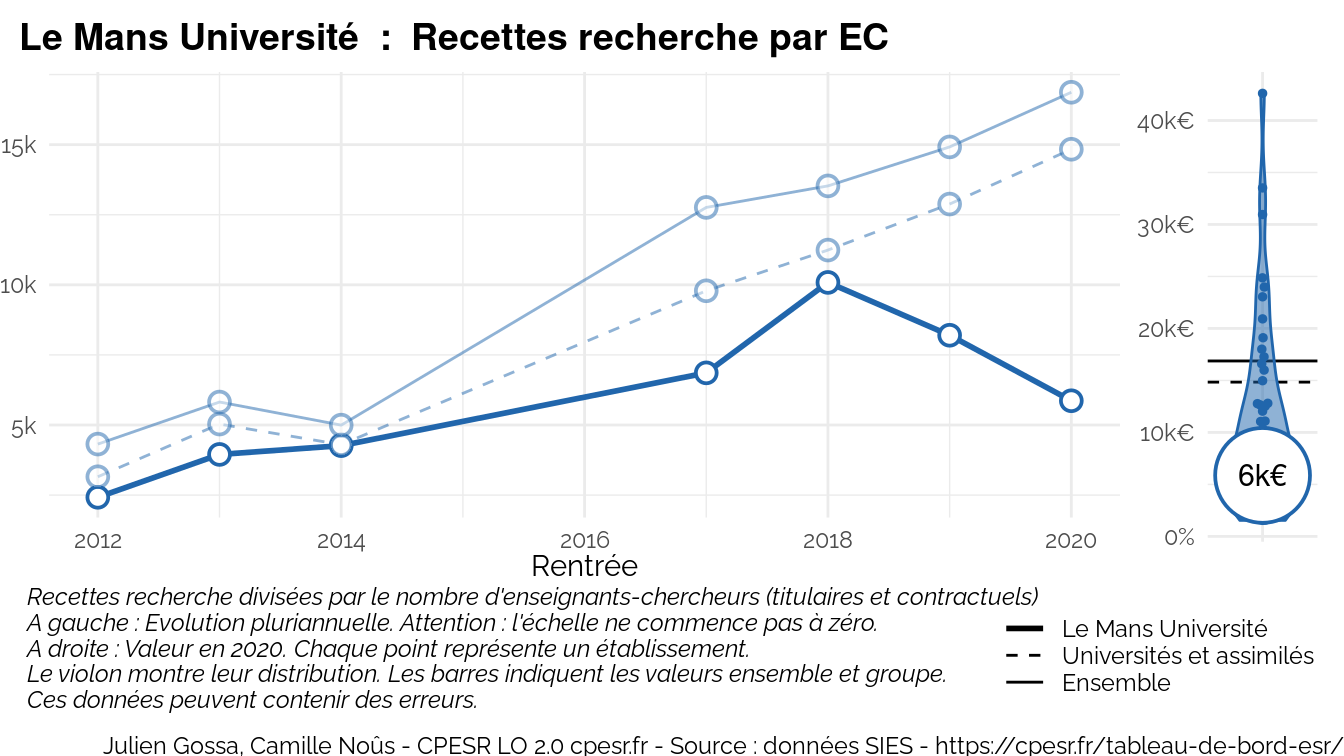 Le Mans Université : Recettes recherche par EC
15k
10k
5k
2012 2014 2016 2018 2020
Rentrée
40k€
30k€
20k€
10k€
0%
6k€
Recettes recherche divisées par le nombre d'enseignants-chercheurs (titulaires et contractuels)
A gauche : Evolution pluriannuelle. Attention : l'échelle ne commence pas à zéro.
A droite : Valeur en 2020. Chaque point représente un établissement.
Le violon montre leur distribution. Les barres indiquent les valeurs ensemble et groupe.
Ces données peuvent contenir des erreurs.
Le Mans Université
Universités et assimilés
Ensemble
Julien Gossa, Camille Noûs - CPESR LO 2.0 cpesr.fr - Source : données SIES - https://cpesr.fr/tableau-de-bord-esr/